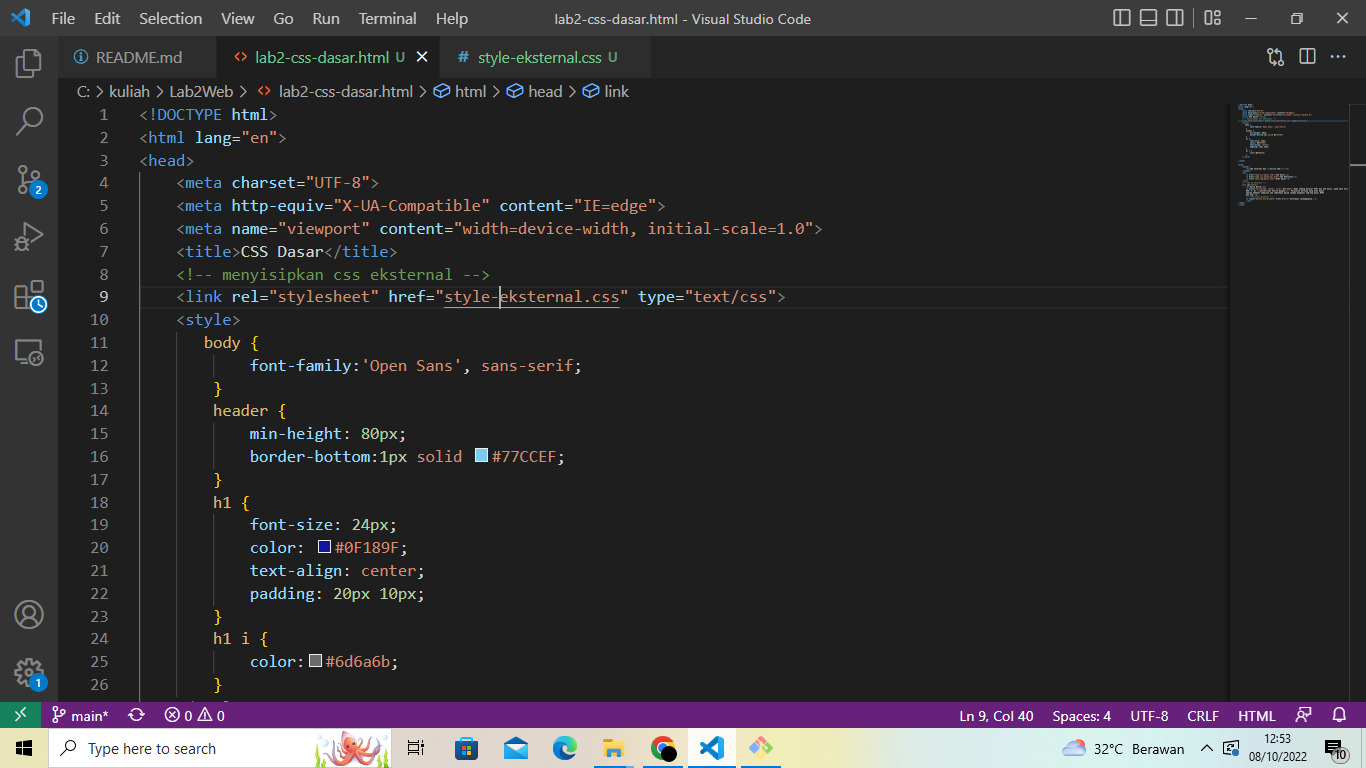 File Edit Selection View Go Run Terminal Help lab2-css-dasar.html - Visual Studio Code
README.md lab2-css-dasar.html U style-eksternal.css U
C: > kuliah > Lab2Web > lab2-css-dasar.html > html > head > link
1 <!DOCTYPE html>
2 <html lang="en">
3 <head>
4 <meta charset="UTF-8">
5 <meta http-equiv="X-UA-Compatible" content="IE=edge">
6 <meta name="viewport" content="width=device-width, initial-scale=1.0">
7 <title>CSS Dasar</title>
8 <!-- menyisipkan css eksternal -->
9 <link rel="stylesheet" href="style-eksternal.css" type="text/css">
10 <style>
11 body {
12 font-family:'Open Sans', sans-serif;
13 }
14 header {
15 min-height: 80px;
16 border-bottom:1px solid #77CCEF;
17 }
18 h1 {
19 font-size: 24px;
20 color: #0F189F;
21 text-align: center;
22 padding: 20px 10px;
23 }
24 h1 i {
25 color:#6d6a6b;
26 }
2
1
main* 0 0 Ln 9, Col 40 Spaces: 4 UTF-8 CRLF HTML
Type here to search 32°C Berawan 12:53
08/10/2022
10